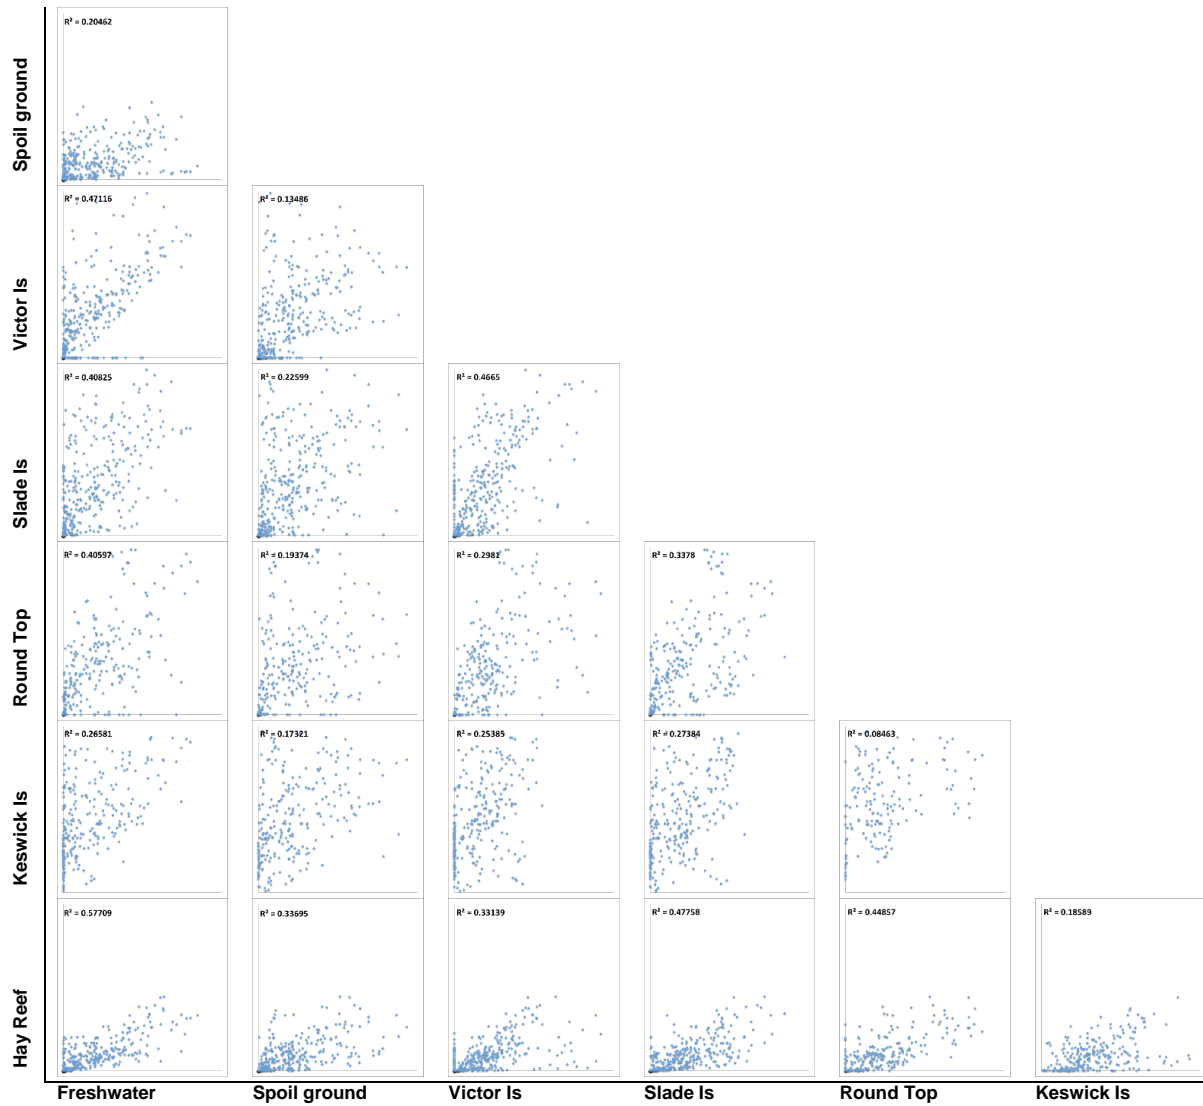 Spoil ground
R² = 0.20462
Victor Is
R² = 0.47116
R² = 0.13486
Slade Is
R² = 0.40825
R² = 0.22599
R² = 0.4665
Round Top
R² = 0.40597
R² = 0.19374
R² = 0.2981
R² = 0.3378
Keswick Is
R² = 0.26581
R² = 0.17321
R² = 0.25385
R² = 0.27384
R² = 0.08463
Hay Reef
R² = 0.57709
R² = 0.33695
R² = 0.33139
R² = 0.47758
R² = 0.44857
R² = 0.18589
Freshwater Spoil ground Victor Is Slade Is Round Top Keswick Is